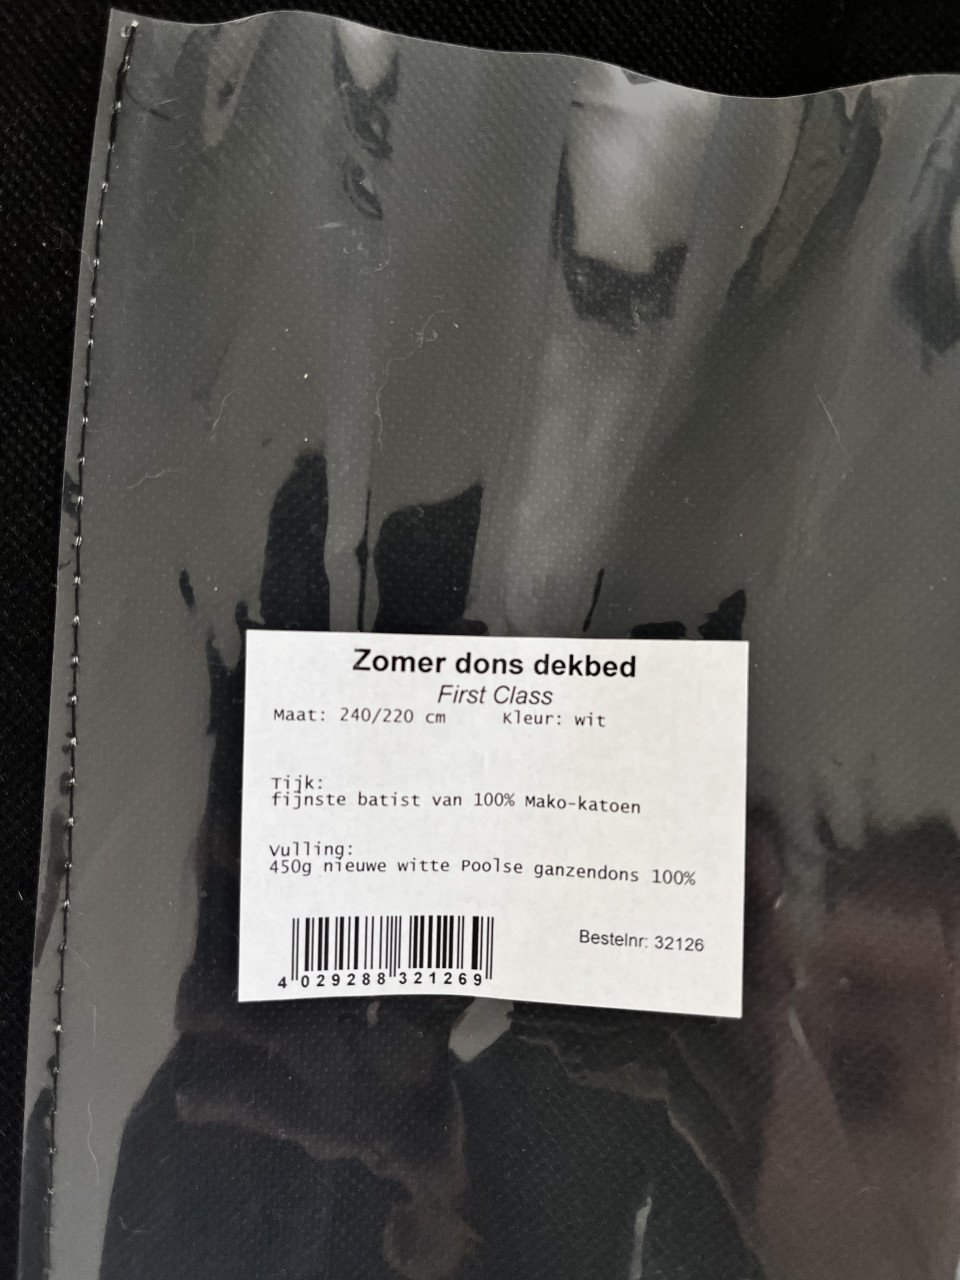 Zomer dons dekbed
First Class
Maat: 240/220 cm Kleur: wit
Tijk:
fijnste batist van 100% Mako-katoen
Vulling:
450g nieuwe witte Poolse ganzendons 100%
Bestelnr: 32126
4 029288 321269